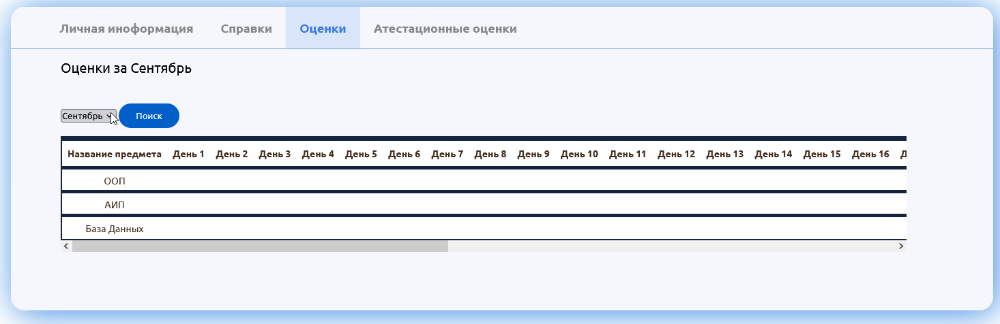 Личная иноформация Справки Оценки Атестационные оценки
Оценки за Сентябрь
Сентябрь Поиск
Название предмета День 1 День 2 День 3 День 4 День 5 День 6 День 7 День 8 День 9 День 10 День 11 День 12 День 13 День 14 День 15 День 16 Д
ООП
АИП
База Данных